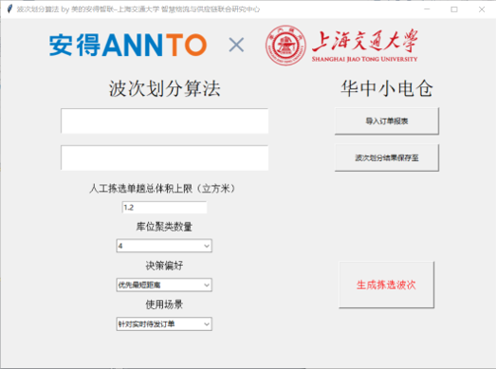 波次划分算法 by 美的安得智联-上海交通大学 智慧物流与供应链联合研究中心
安得ANNTO × 上海交通大学
SHANGHAI JIAO TONG UNIVERSITY
波次划分算法 华中小电仓
导入订单报表
波次划分结果保存至
人工拣选单趟总体积上限（立方米）
1.2
库位聚类数量
4
决策偏好
优先最短距离
生成拣选波次
使用场景
针对实时待发订单